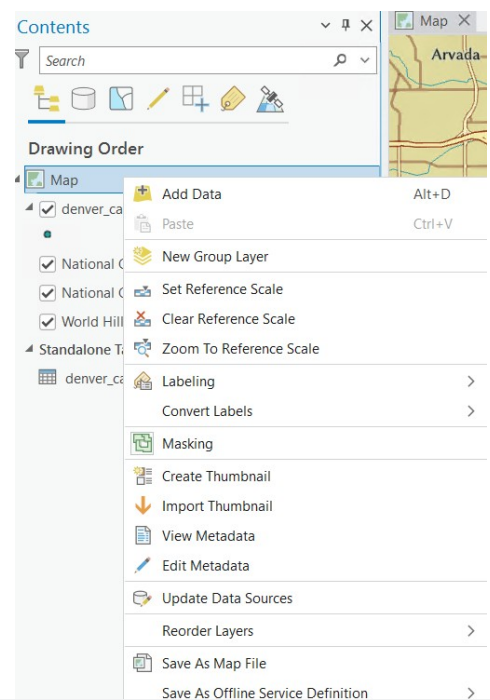 Contents
Map
Search
Arvada
Drawing Order
Map
denver_ca
National
National
World Hill
Standalone Ta
denver_ca
Add Data Alt+D
Paste Ctrl+V
New Group Layer
Set Reference Scale
Clear Reference Scale
Zoom To Reference Scale
Labeling
Convert Labels
Masking
Create Thumbnail
Import Thumbnail
View Metadata
Edit Metadata
Update Data Sources
Reorder Layers
Save As Map File
Save As Offline Service Definition